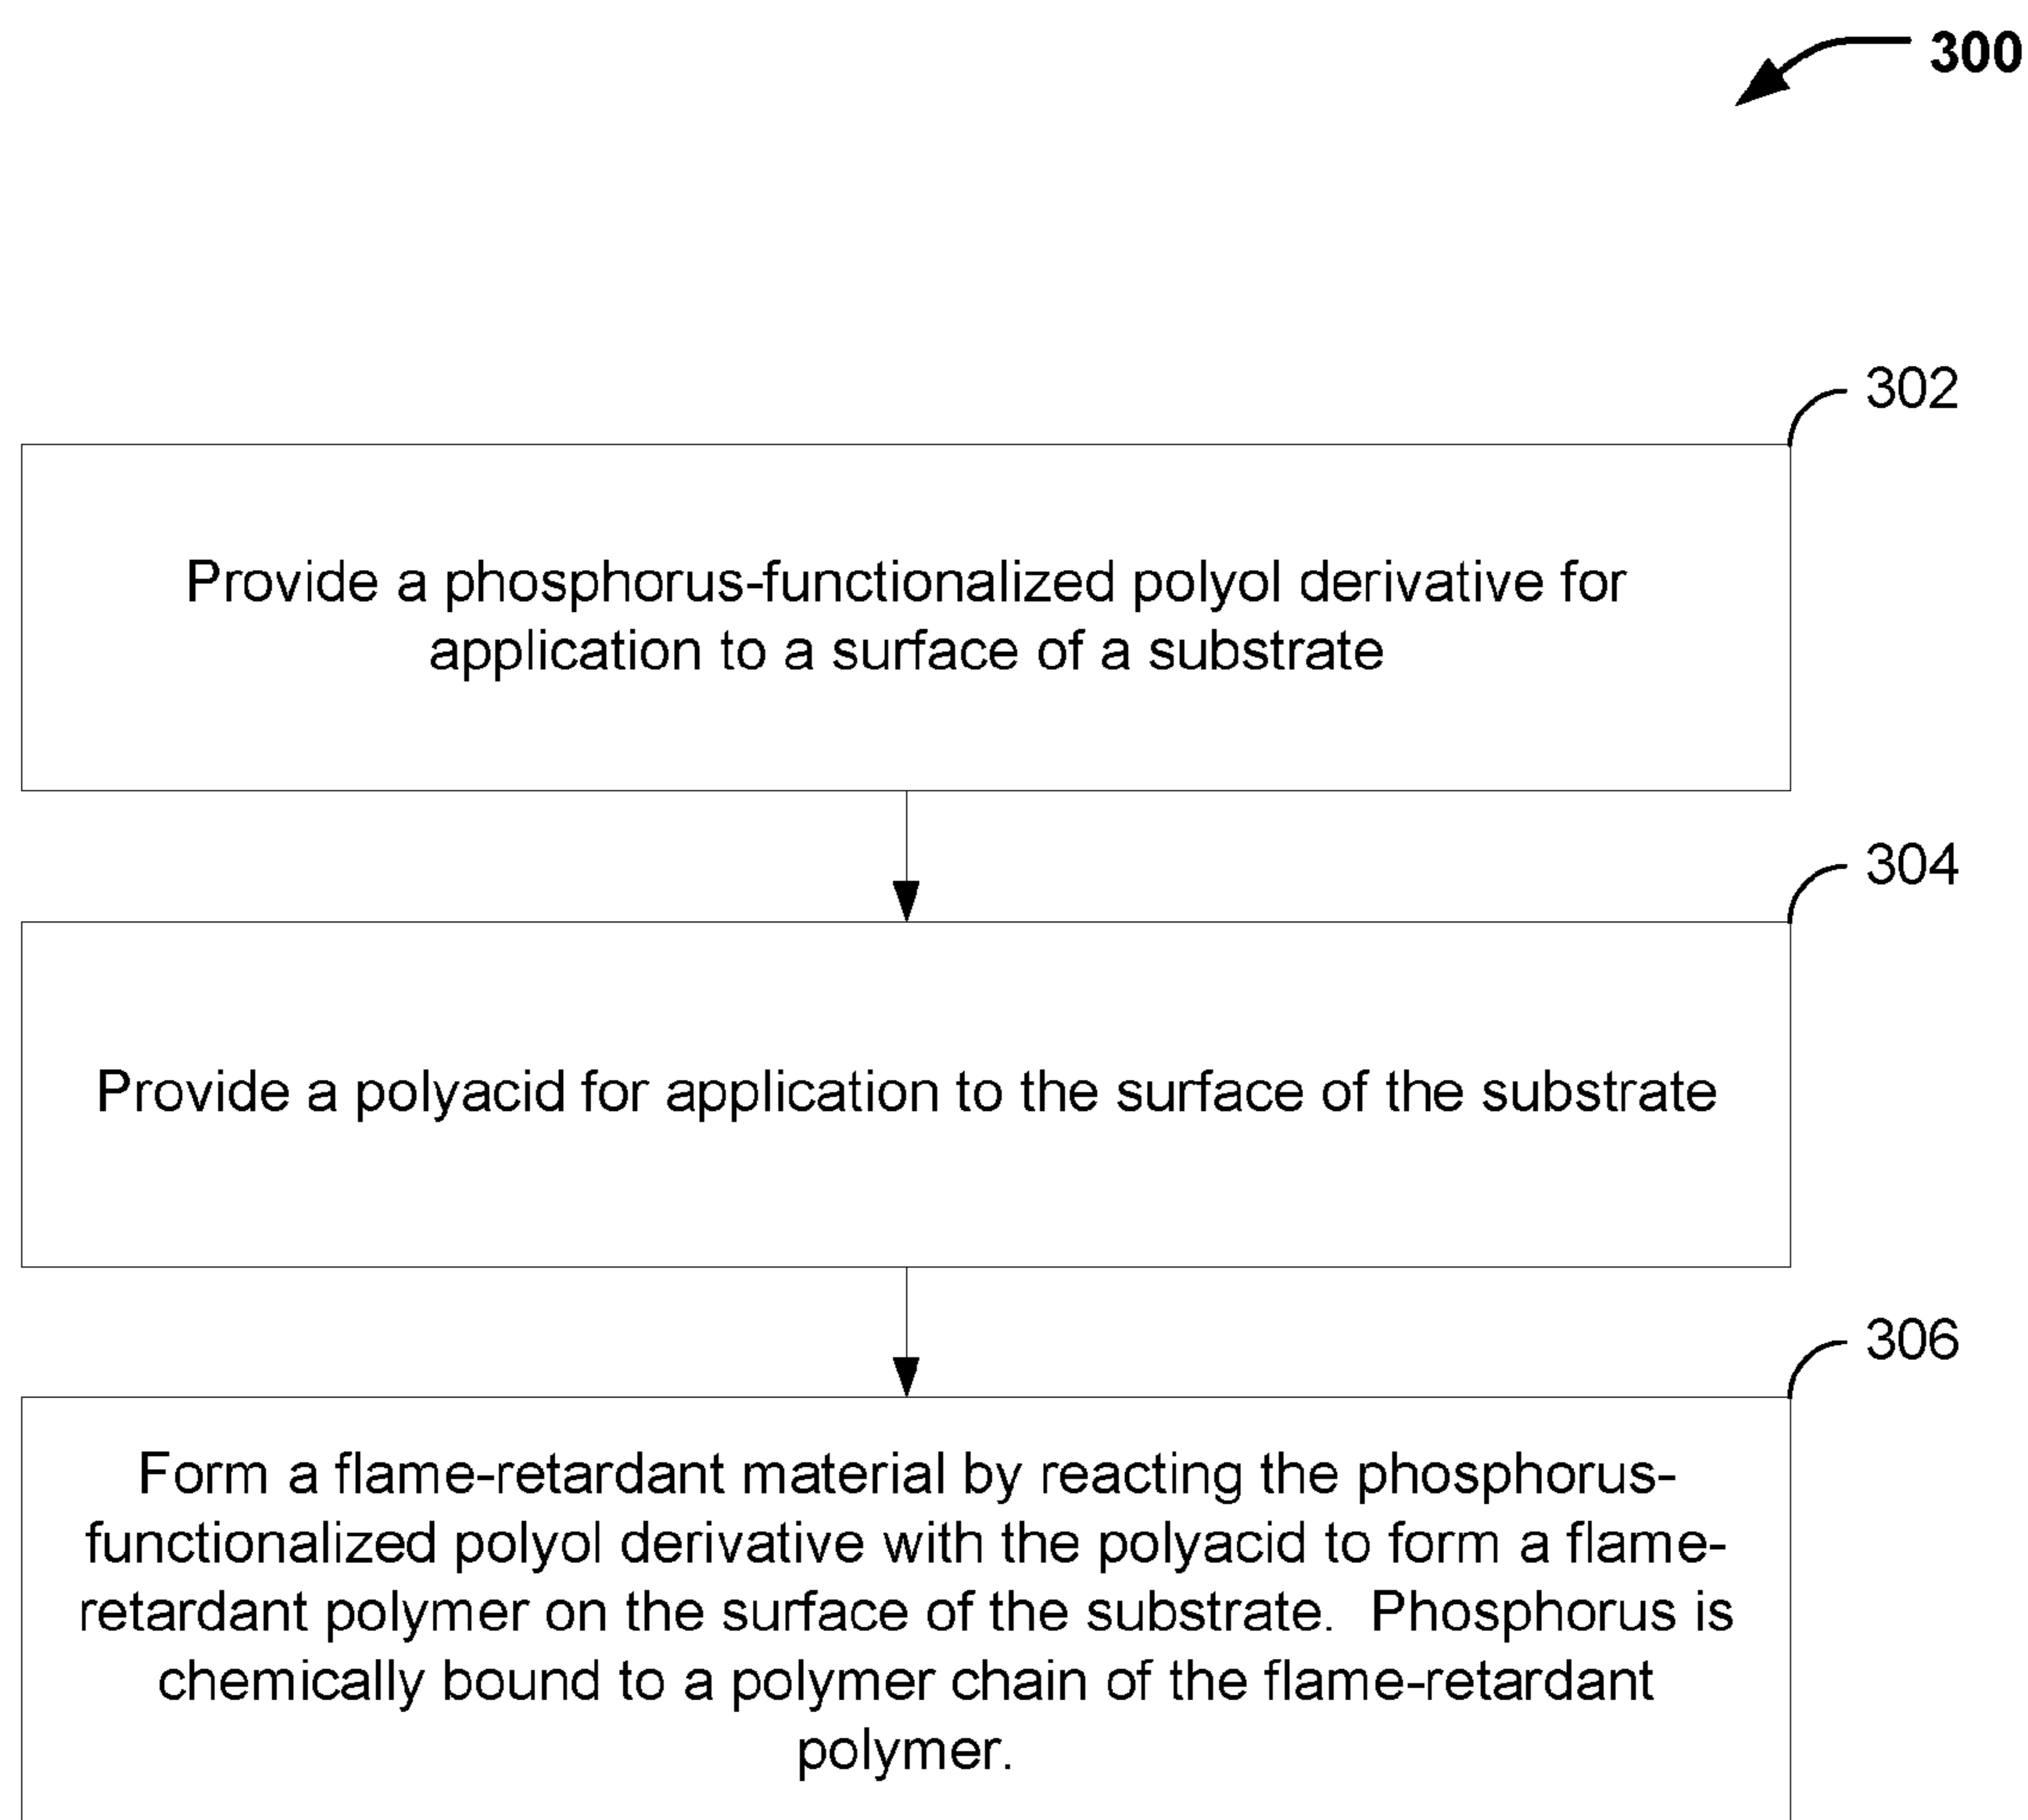 300
302
Provide a phosphorus-functionalized polyol derivative for
application to a surface of a substrate
304
Provide a polyacid for application to the surface of the substrate
306
Form a flame-retardant material by reacting the phosphorus-
functionalized polyol derivative with the polyacid to form a flame-
retardant polymer on the surface of the substrate. Phosphorus is
chemically bound to a polymer chain of the flame-retardant
polymer.